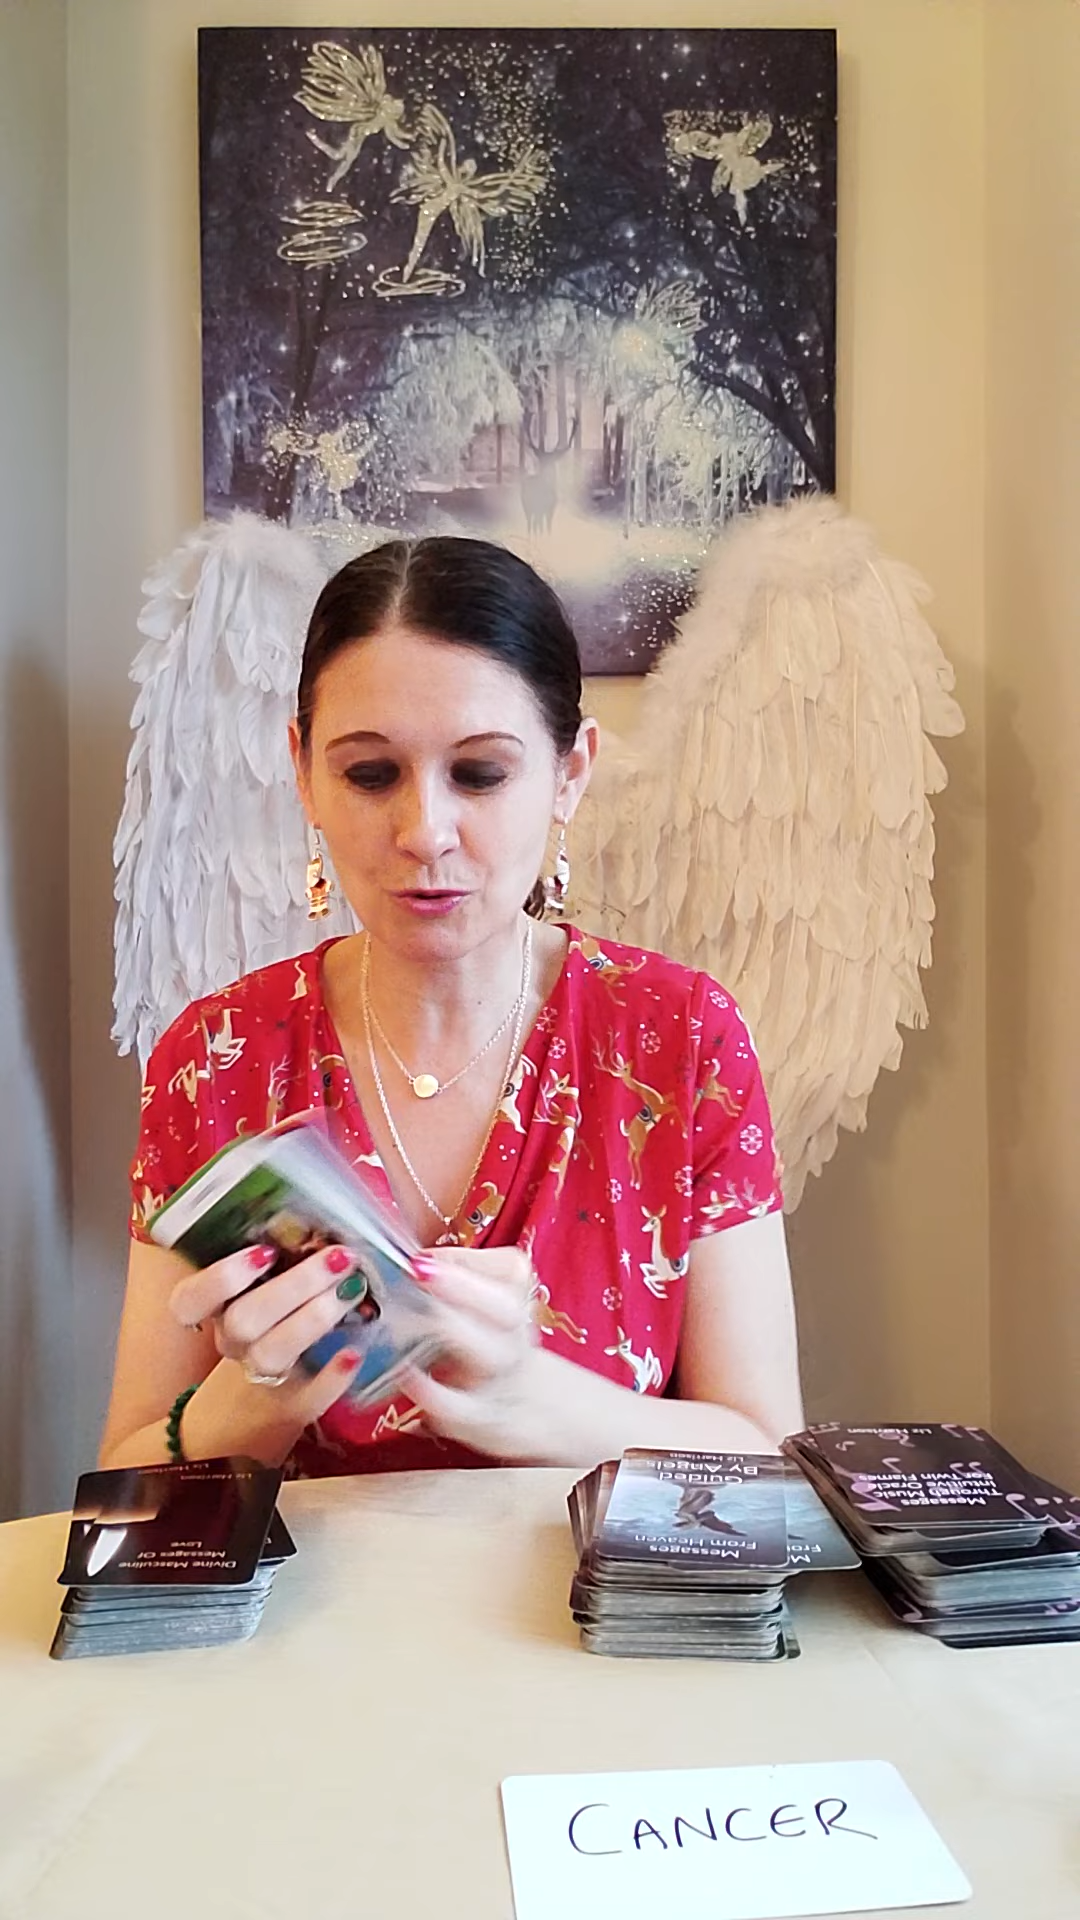 Liz Harrison
Divine Masculine
Messages Of
Love
Messages
From Heaven
Guided
By Angels
Liz Harrison
Messages
Through Music
Intuitive Oracle
For Twin Flames
Liz Harrison
CANCER